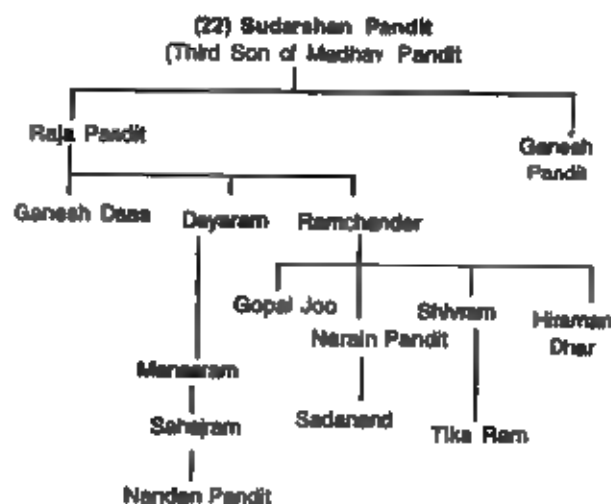 (22) Sudarshan Pandit
(Third Son of Madhav Pandit
Raja Pandit
Ganesh
Pandit
Ganesh Dass
Dayaram
Ramchander
Gopal Joo
Shivram
Hiraman
Dhar
Narain Pandit
Mansaram
Sadanand
Sahajram
Tika Ram
Nandan Pandit